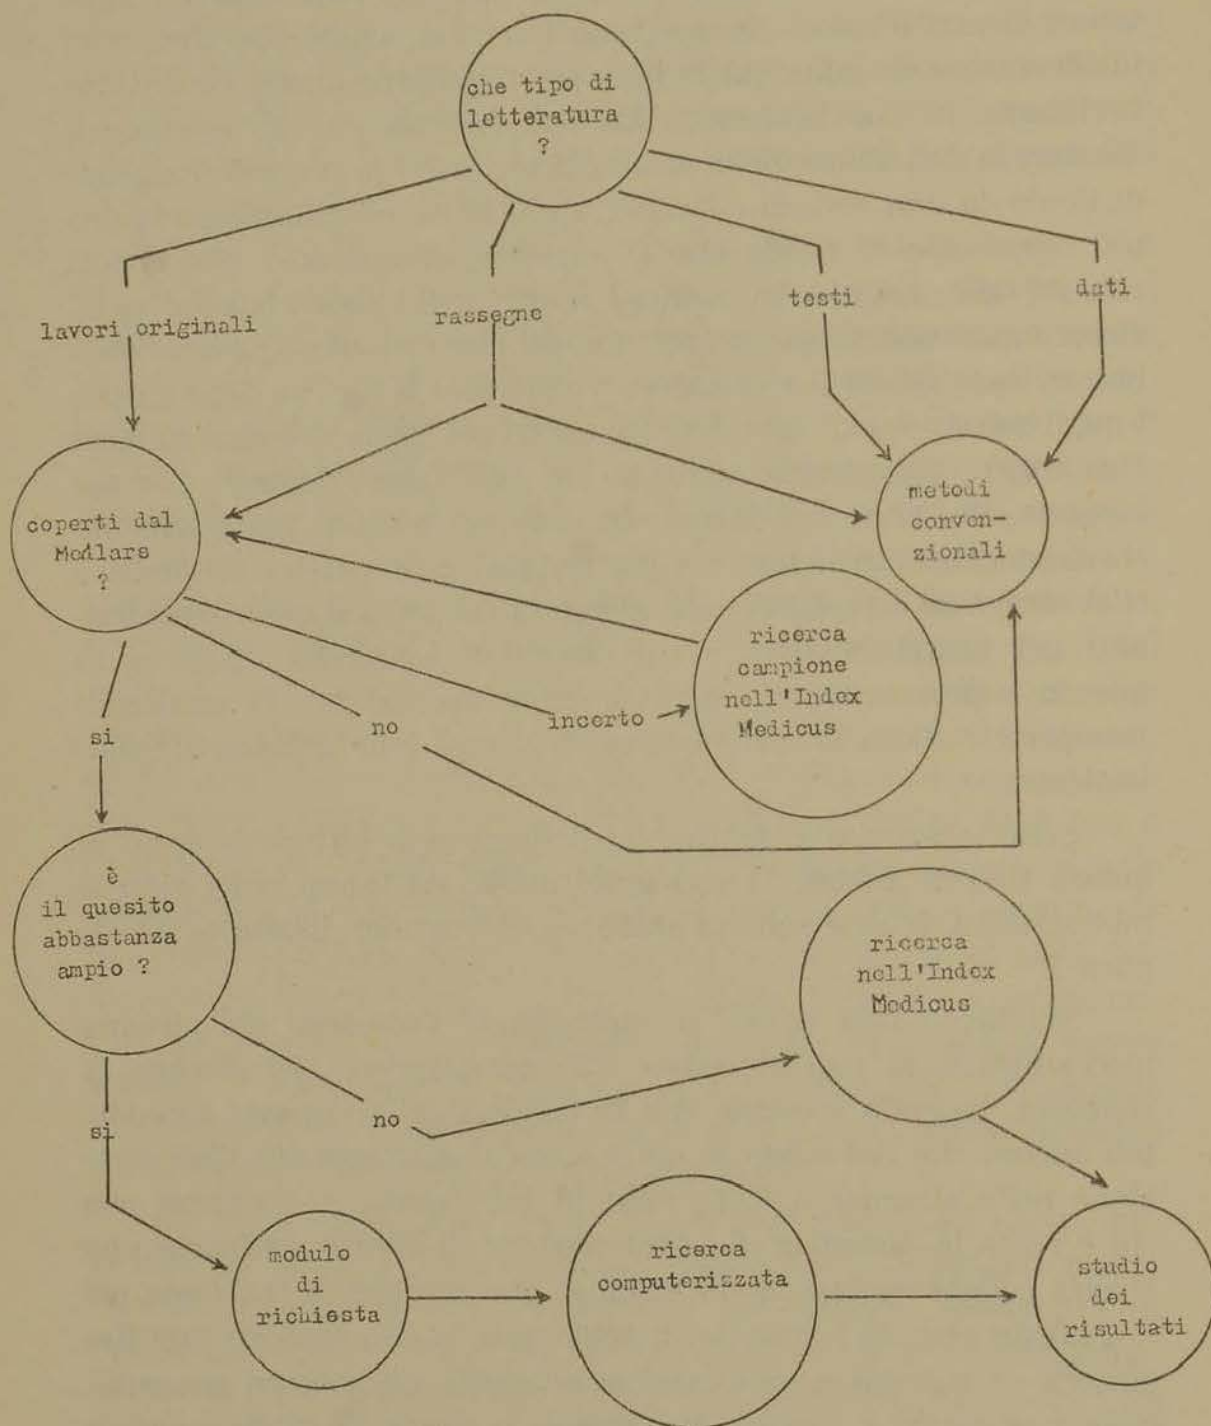 che tipo di
letteratura
?
lavori originali
rassegne
testi
dati
coperti dal
Medlars
?
metodi
conven-
zionali
ricerca
campione
nell'Index
Medicus
si
no
incerto
è
il quesito
abbastanza
ampio ?
ricerca
nell'Index
Medicus
si
no
modulo
di
richiesta
ricerca
computerizzata
studio
dei
risultati